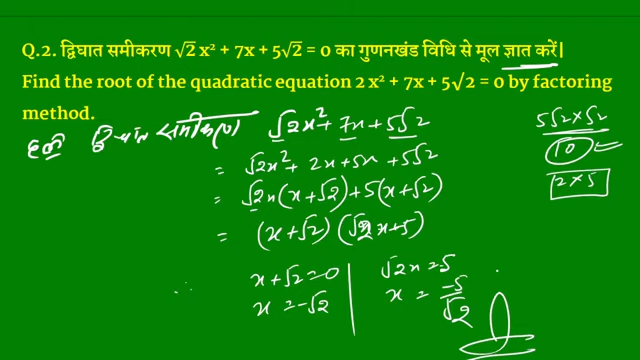 Q.2. द्विघात समीकरण √2 x² + 7x + 5√2 = 0 का गुणनखंड विधि से मूल ज्ञात करें|
Find the root of the quadratic equation 2 x² + 7x + 5√2 = 0 by factoring
method.
हल द्विघात समीकरण √2x² + 7x + 5√2
= √2x² + 2x + 5x + 5√2
= √2x(x + √2) + 5(x + √2)
= (x + √2) (√2x + 5)
∴ x + √2 = 0
x = -√2
√2x = -5
x = -5/√2
5√2 × √2
10
2 × 5